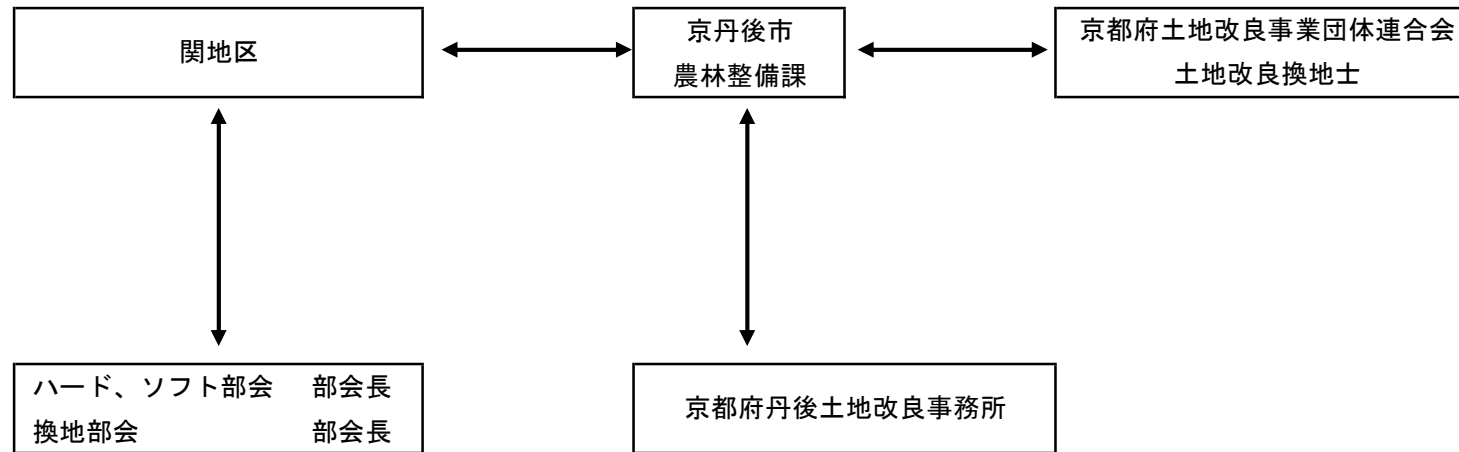 関地区
京丹後市
農林整備課
京都府土地改良事業団体連合会
土地改良換地士
ハード、ソフト部会　部会長
換地部会　部会長
京都府丹後土地改良事務所